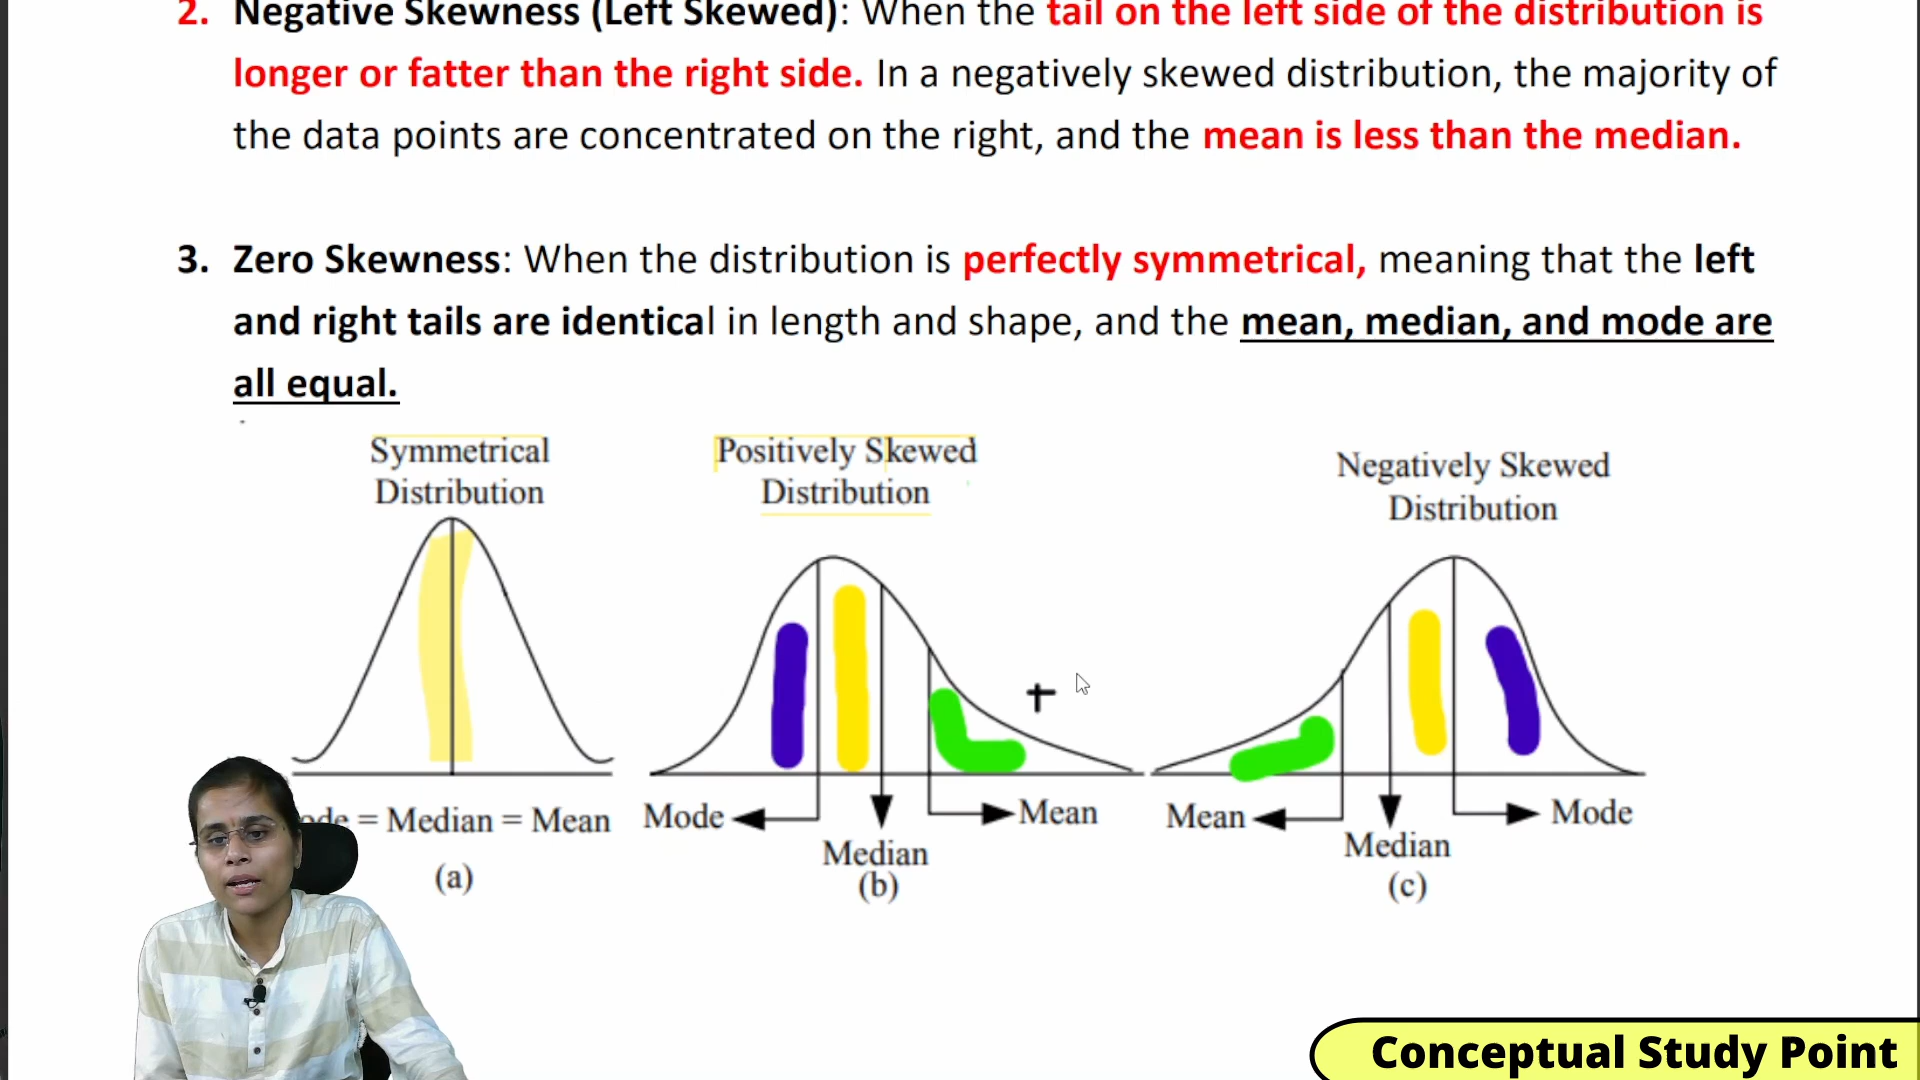 2. Negative Skewness (Left Skewed): When the tail on the left side of the distribution is
longer or fatter than the right side. In a negatively skewed distribution, the majority of
the data points are concentrated on the right, and the mean is less than the median.
3. Zero Skewness: When the distribution is perfectly symmetrical, meaning that the left
and right tails are identical in length and shape, and the mean, median, and mode are
all equal.
Symmetrical
Distribution
= Median = Mean
(a)
Positively Skewed
Distribution
+
Mode
Mean
Median
(b)
Negatively Skewed
Distribution
Mean
Mode
Median
(c)
Conceptual Study Point